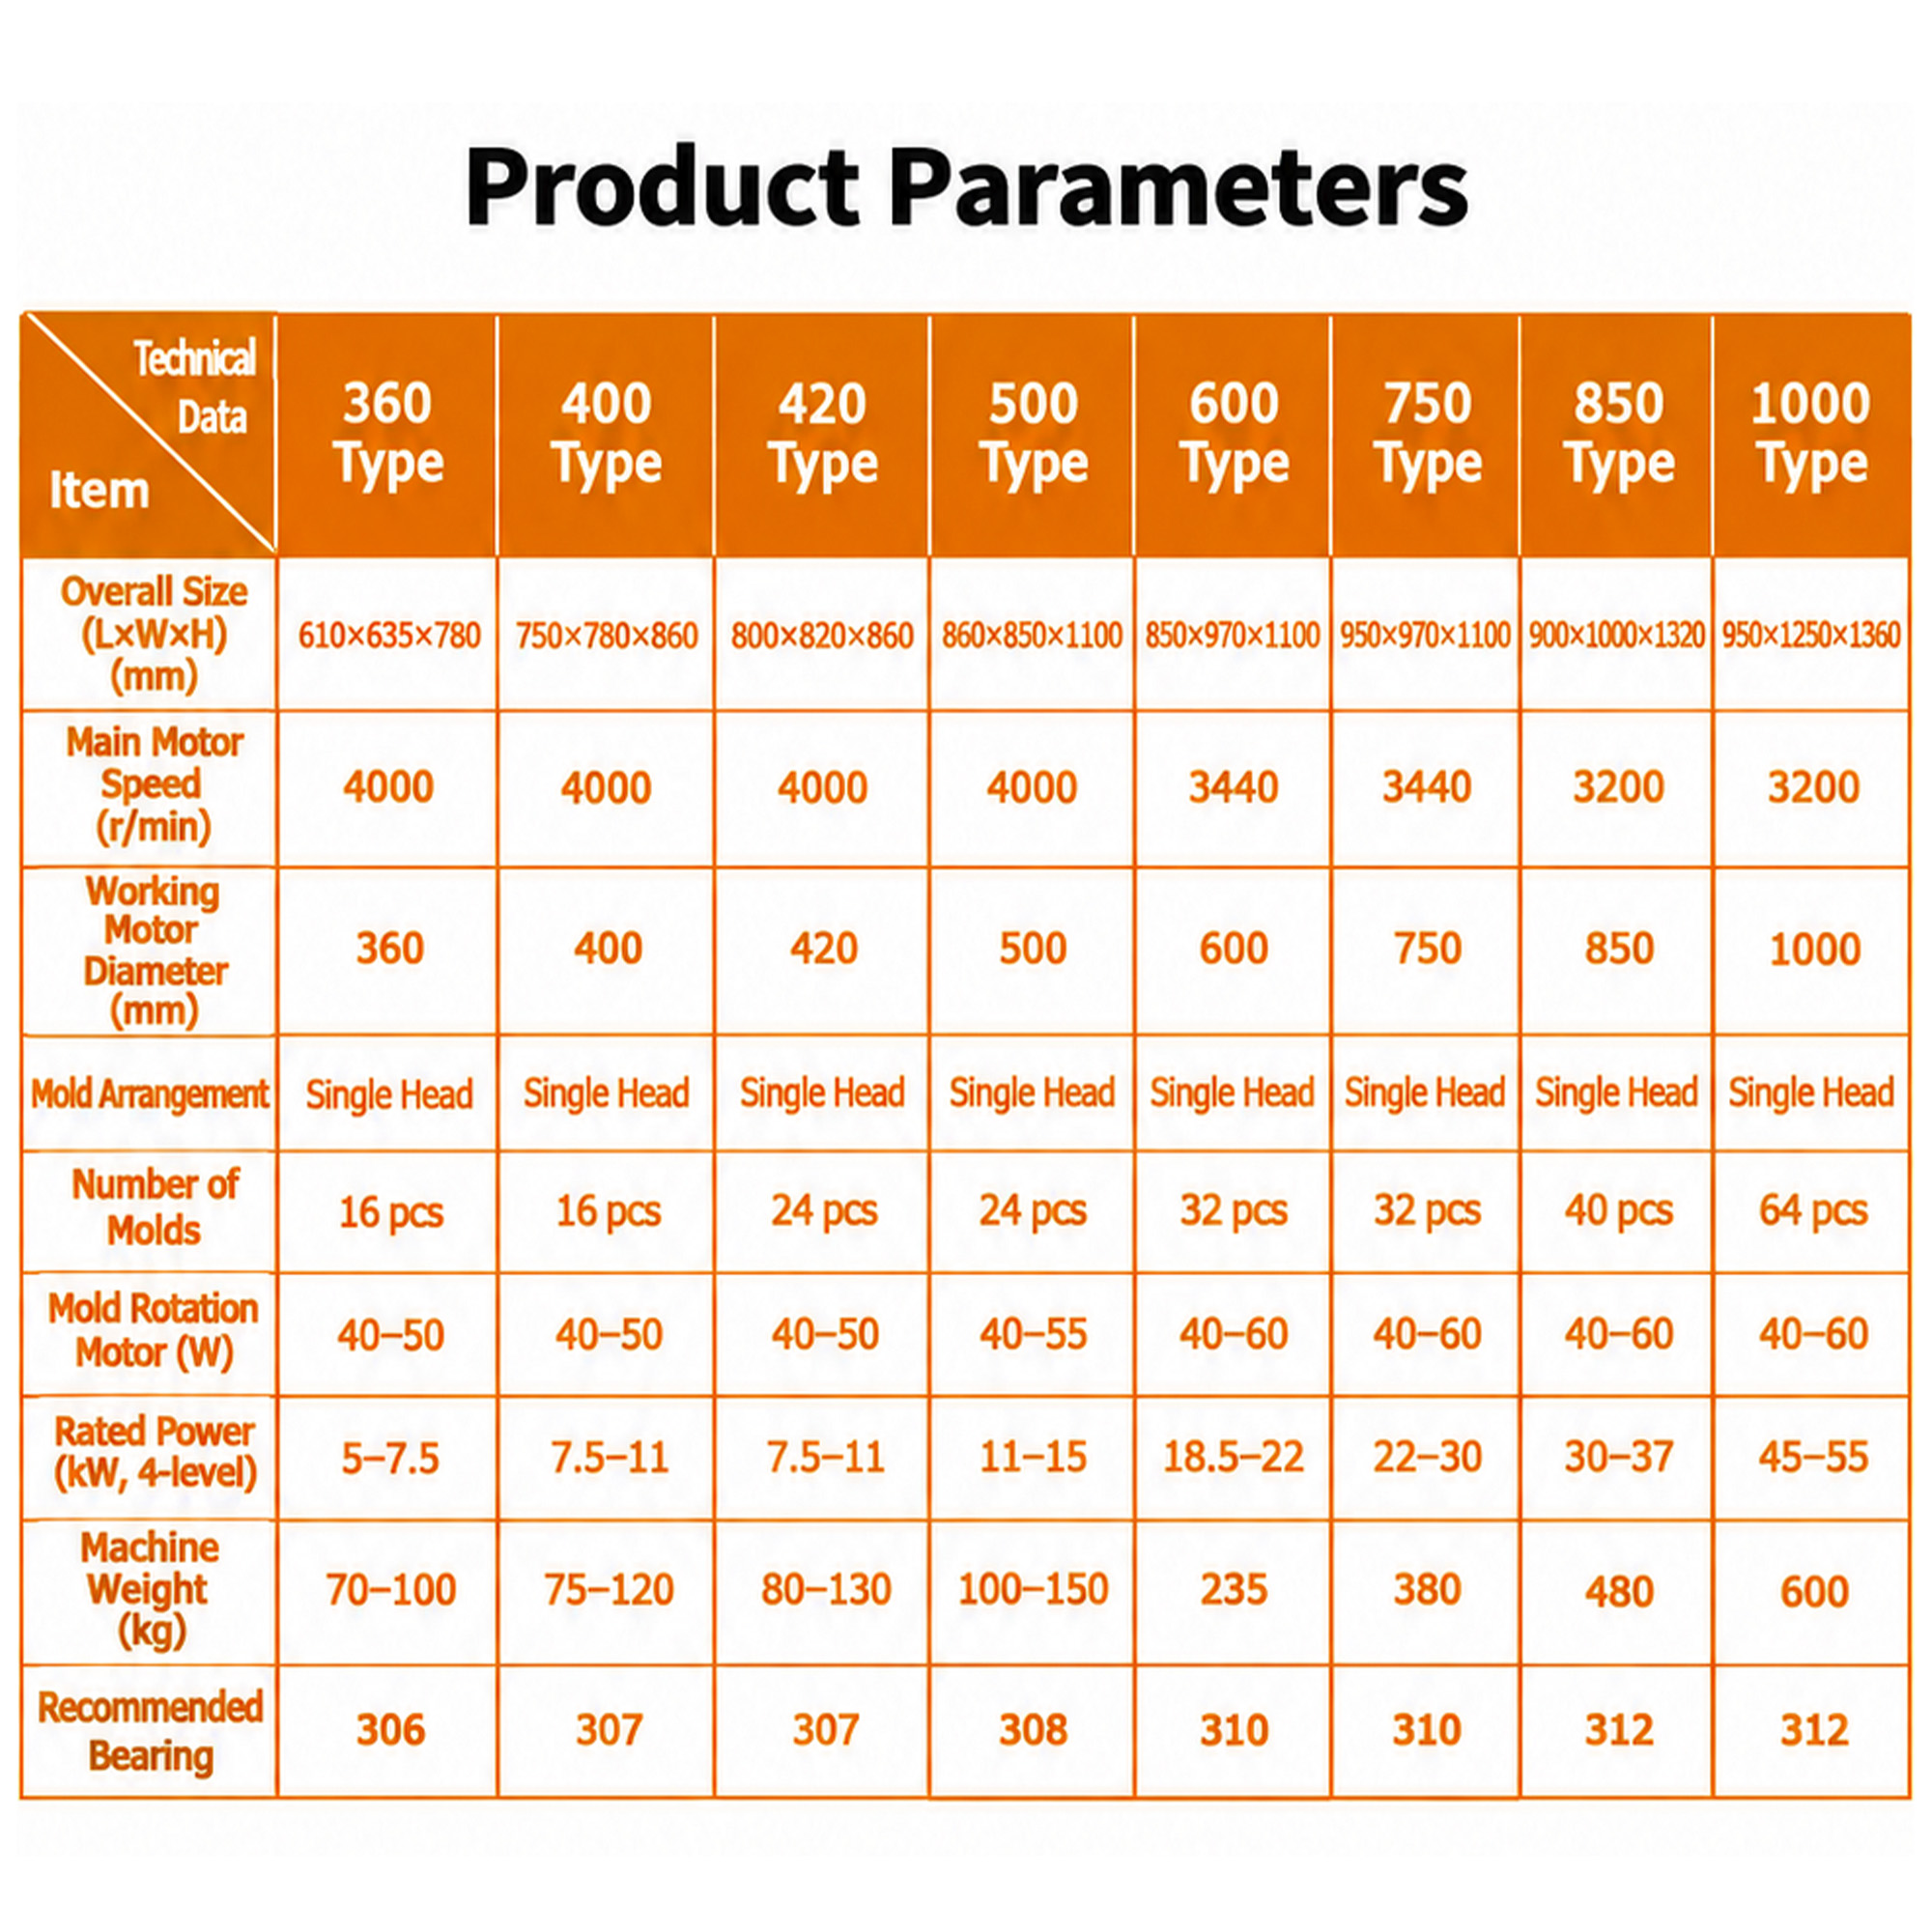 Product Parameters
Technical
Data
Item
360
Type
400
Type
420
Type
500
Type
600
Type
750
Type
850
Type
1000
Type
Overall Size
(L×W×H)
(mm)
610×635×780
750×780×860
800×820×860
860×850×1100
850×970×1100
950×970×1100
900×1000×1320
950×1250×1360
Main Motor
Speed
(r/min)
4000
4000
4000
4000
3440
3440
3200
3200
Working
Motor
Diameter
(mm)
360
400
420
500
600
750
850
1000
Mold Arrangement
Single Head
Single Head
Single Head
Single Head
Single Head
Single Head
Single Head
Single Head
Number of
Molds
16 pcs
16 pcs
24 pcs
24 pcs
32 pcs
32 pcs
40 pcs
64 pcs
Mold Rotation
Motor (W)
40–50
40–50
40–50
40–55
40–60
40–60
40–60
40–60
Rated Power
(kW, 4-level)
5–7.5
7.5–11
7.5–11
11–15
18.5–22
22–30
30–37
45–55
Machine
Weight
(kg)
70–100
75–120
80–130
100–150
235
380
480
600
Recommended
Bearing
306
307
307
308
310
310
312
312